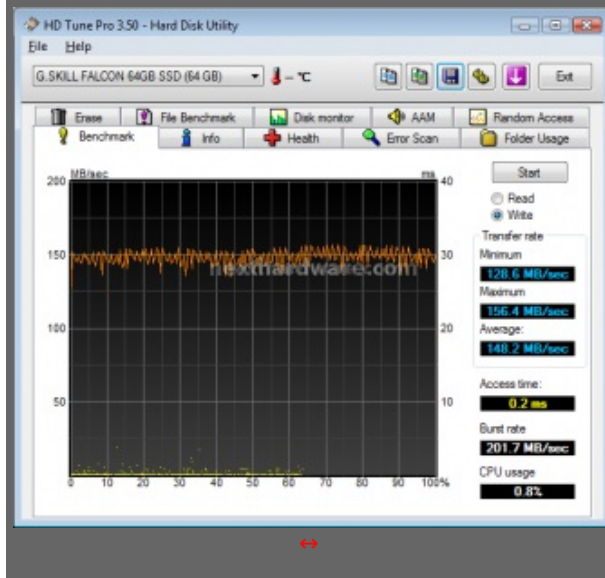 HD Tune Pro 3.50 - Hard Disk Utility
File Help
G.SKILL FALCON 64GB SSD (64 GB)
– °C
Exit
Erase File Benchmark Disk monitor AAM Random Access
Benchmark Info Health Error Scan Folder Usage
MB/sec ms
200 40
150 30
100 20
50 10
0 10 20 30 40 50 60 70 80 90 100%
nexthardware.com
Start
Read
Write
Transfer rate
Minimum
128.6 MB/sec
Maximum
156.4 MB/sec
Average:
148.2 MB/sec
Access time:
0.2 ms
Burst rate
201.7 MB/sec
CPU usage
0.8%